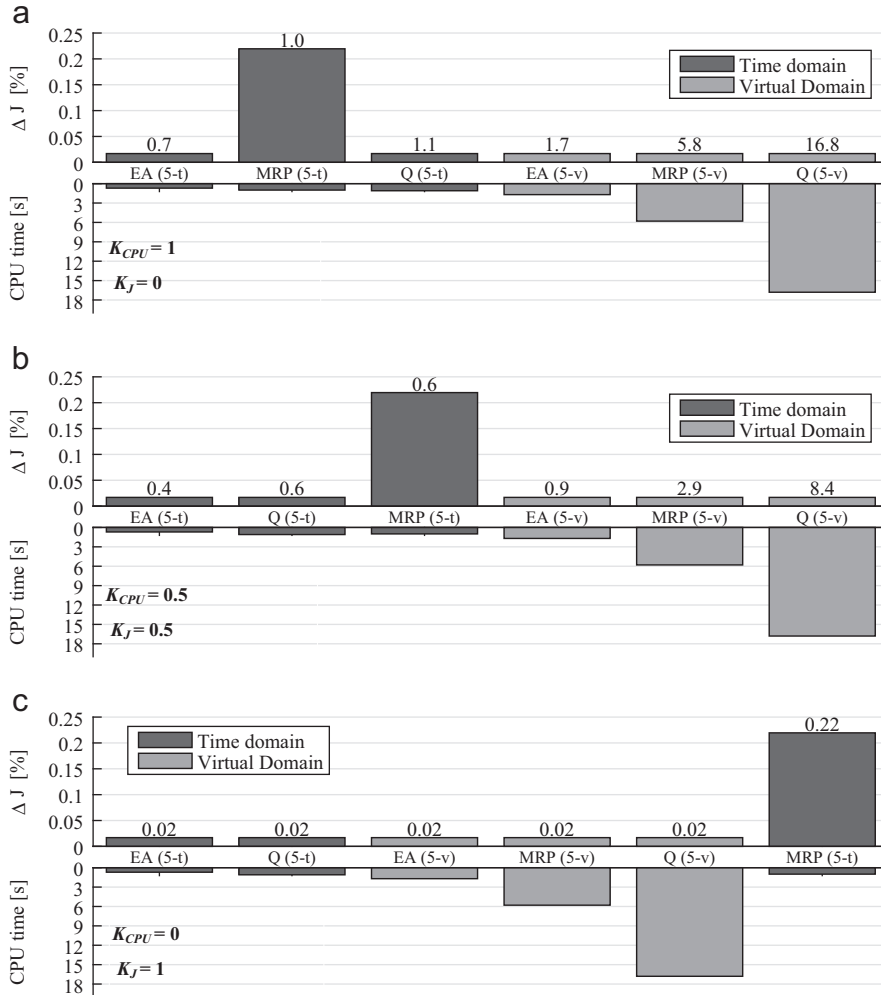 a
0.25
0.2
0.15
0.1
0.05
0
Δ J [%]
0.7 1.0 1.1 1.7 5.8 16.8
Time domain
Virtual Domain
EA (5-t) MRP (5-t) Q (5-t) EA (5-v) MRP (5-v) Q (5-v)
0
3
6
9
12
15
18
CPU time [s]
K_CPU = 1
K_J = 0
b
0.25
0.2
0.15
0.1
0.05
0
Δ J [%]
0.4 0.6 0.6 0.9 2.9 8.4
Time domain
Virtual Domain
EA (5-t) Q (5-t) MRP (5-t) EA (5-v) MRP (5-v) Q (5-v)
0
3
6
9
12
15
18
CPU time [s]
K_CPU = 0.5
K_J = 0.5
c
0.25
0.2
0.15
0.1
0.05
0
Δ J [%]
Time domain
Virtual Domain
0.02 0.02 0.02 0.02 0.02 0.22
EA (5-t) Q (5-t) EA (5-v) MRP (5-v) Q (5-v) MRP (5-t)
0
3
6
9
12
15
18
CPU time [s]
K_CPU = 0
K_J = 1